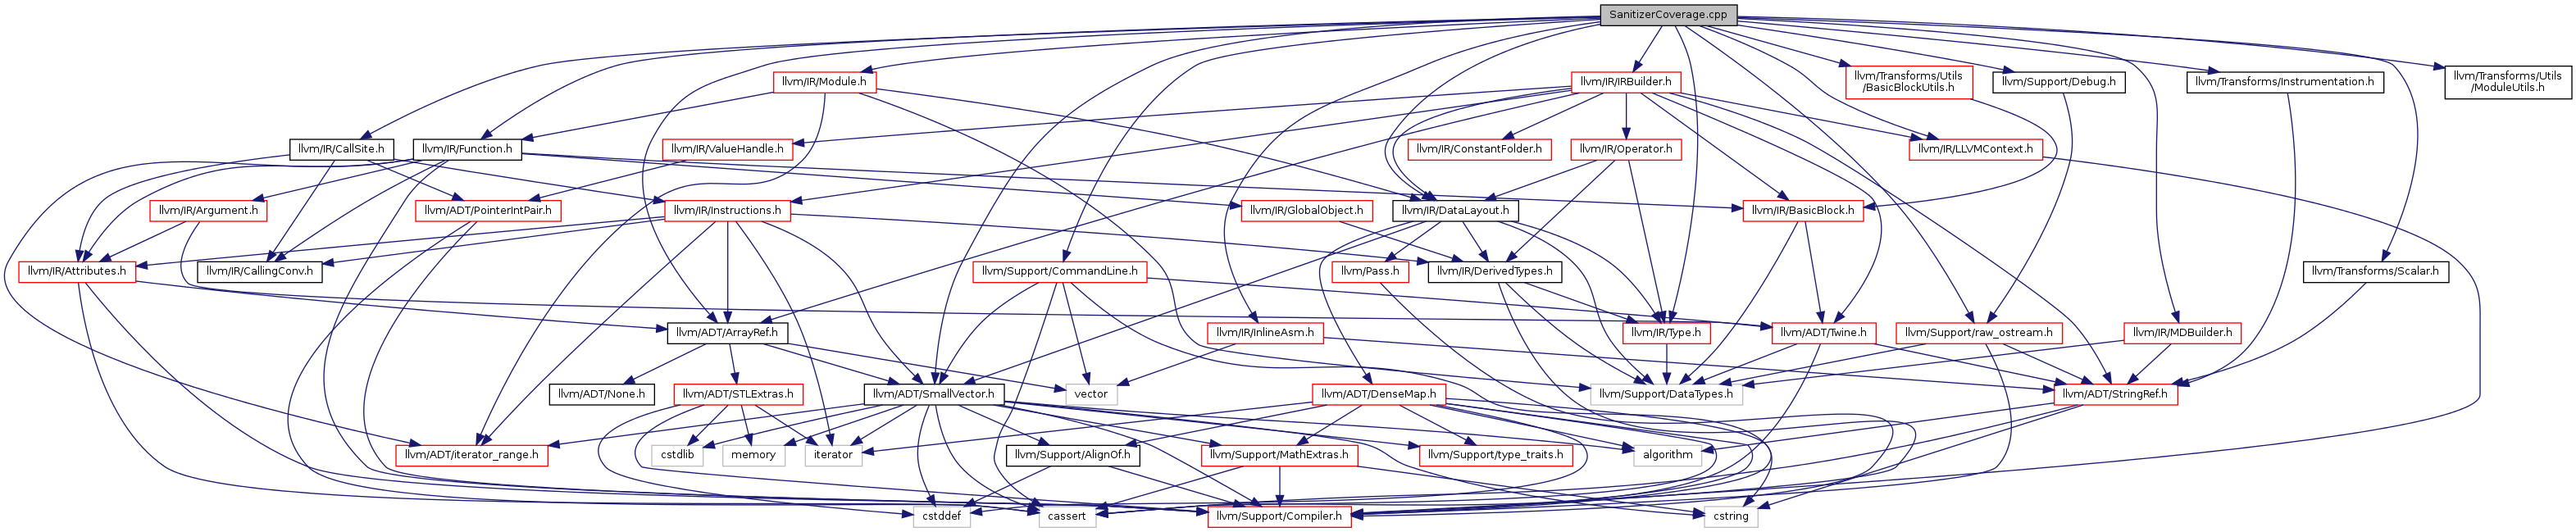 SanitizerCoverage.cpp
llvm/IR/Module.h
llvm/IR/IRBuilder.h
llvm/Transforms/Utils
/BasicBlockUtils.h
llvm/Support/Debug.h
llvm/Transforms/Instrumentation.h
llvm/Transforms/Utils
/ModuleUtils.h
llvm/IR/CallSite.h
llvm/IR/Function.h
llvm/IR/ValueHandle.h
llvm/IR/ConstantFolder.h
llvm/IR/Operator.h
llvm/IR/LLVMContext.h
llvm/IR/Argument.h
llvm/ADT/PointerIntPair.h
llvm/IR/GlobalObject.h
llvm/IR/Instructions.h
llvm/IR/DataLayout.h
llvm/IR/BasicBlock.h
llvm/IR/Attributes.h
llvm/IR/CallingConv.h
llvm/Support/CommandLine.h
llvm/Pass.h
llvm/IR/DerivedTypes.h
llvm/Transforms/Scalar.h
llvm/ADT/ArrayRef.h
llvm/IR/InlineAsm.h
llvm/IR/Type.h
llvm/ADT/Twine.h
llvm/Support/raw_ostream.h
llvm/IR/MDBuilder.h
llvm/ADT/None.h
llvm/ADT/STLExtras.h
llvm/ADT/SmallVector.h
vector
llvm/ADT/DenseMap.h
llvm/Support/DataTypes.h
llvm/ADT/StringRef.h
llvm/ADT/iterator_range.h
cstdlib
memory
iterator
llvm/Support/AlignOf.h
llvm/Support/MathExtras.h
llvm/Support/type_traits.h
algorithm
cstddef
cassert
llvm/Support/Compiler.h
cstring